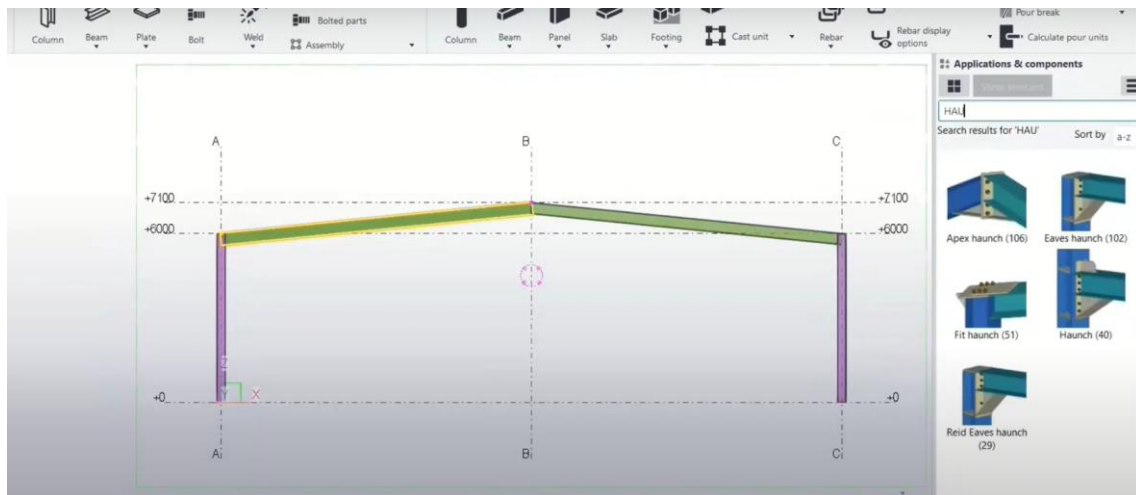 Column
Beam
Plate
Bolt
Weld
Bolted parts
Assembly
Column
Beam
Panel
Slab
Footing
Cast unit
Rebar
Rebar display
options
Pour break
Calculate pour units
Applications & components
HAU
Search results for 'HAU'
Sort by
a-z
Apex haunch (106)
Eaves haunch (102)
Fit haunch (51)
Haunch (40)
Reid Eaves haunch
(29)
A
B
C
+7100
+7100
+6000
+6000
Z
Y
X
+0
+0
A
B
C